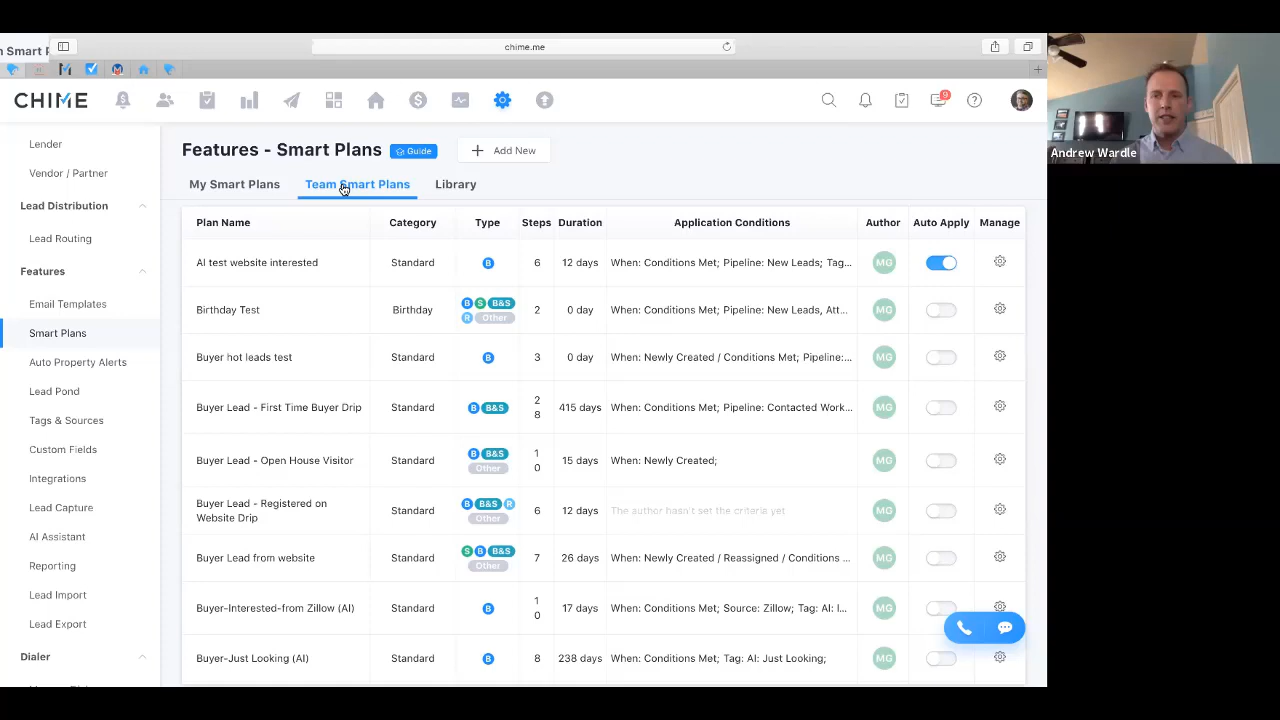 n Smart P
chime.me
CHIME
9
Andrew Wardle
Lender
Vendor / Partner
Lead Distribution
Lead Routing
Features
Email Templates
Smart Plans
Auto Property Alerts
Lead Pond
Tags & Sources
Custom Fields
Integrations
Lead Capture
AI Assistant
Reporting
Lead Import
Lead Export
Dialer
Features - Smart Plans
Guide
+ Add New
My Smart Plans
Team Smart Plans
Library
Plan Name Category Type Steps Duration Application Conditions Author Auto Apply Manage
AI test website interested Standard B 6 12 days When: Conditions Met; Pipeline: New Leads; Tag... MG
Birthday Test Birthday B S B&S R Other 2 0 day When: Conditions Met; Pipeline: New Leads, Att... MG
Buyer hot leads test Standard B 3 0 day When: Newly Created / Conditions Met; Pipeline:... MG
Buyer Lead - First Time Buyer Drip Standard B B&S 28 415 days When: Conditions Met; Pipeline: Contacted Work... MG
Buyer Lead - Open House Visitor Standard B B&S Other 10 15 days When: Newly Created; MG
Buyer Lead - Registered on Website Drip Standard B B&S R Other 6 12 days The author hasn't set the criteria yet MG
Buyer Lead from website Standard S B B&S Other 7 26 days When: Newly Created / Reassigned / Conditions ... MG
Buyer-Interested-from Zillow (AI) Standard B 10 17 days When: Conditions Met; Source: Zillow; Tag: AI: I... MG
Buyer-Just Looking (AI) Standard B 8 238 days When: Conditions Met; Tag: AI: Just Looking; MG